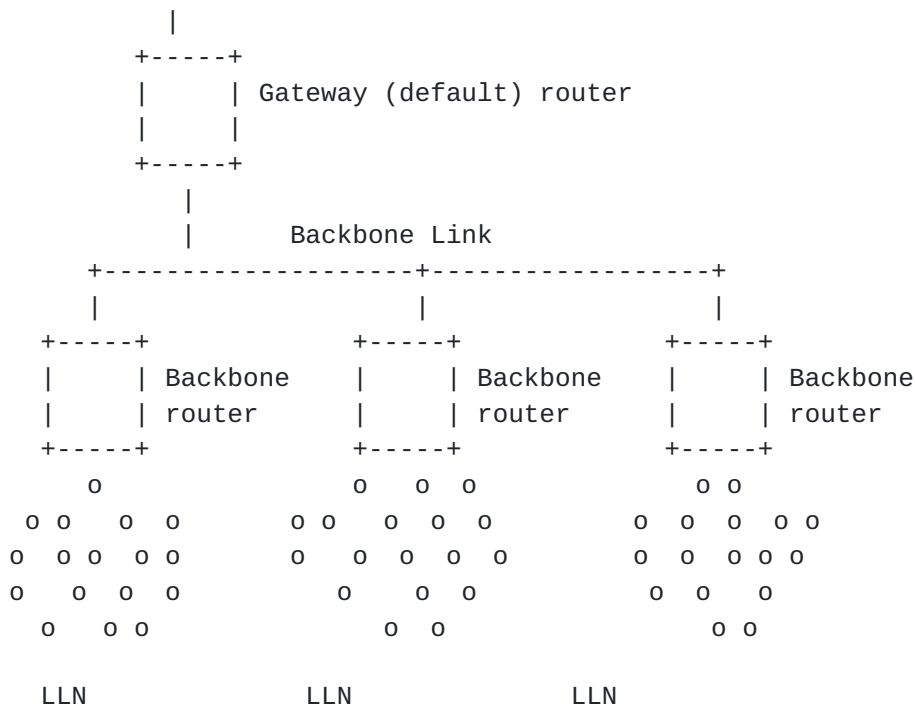 Gateway (default) router
Backbone Link
Backbone Backbone Backbone
router router router
o o o o o o
o o o o o o o o o o o o o o
o o o o o o o o o o o o o o o
o o o o o o o o o o
o o o o o o o
LLN LLN LLN